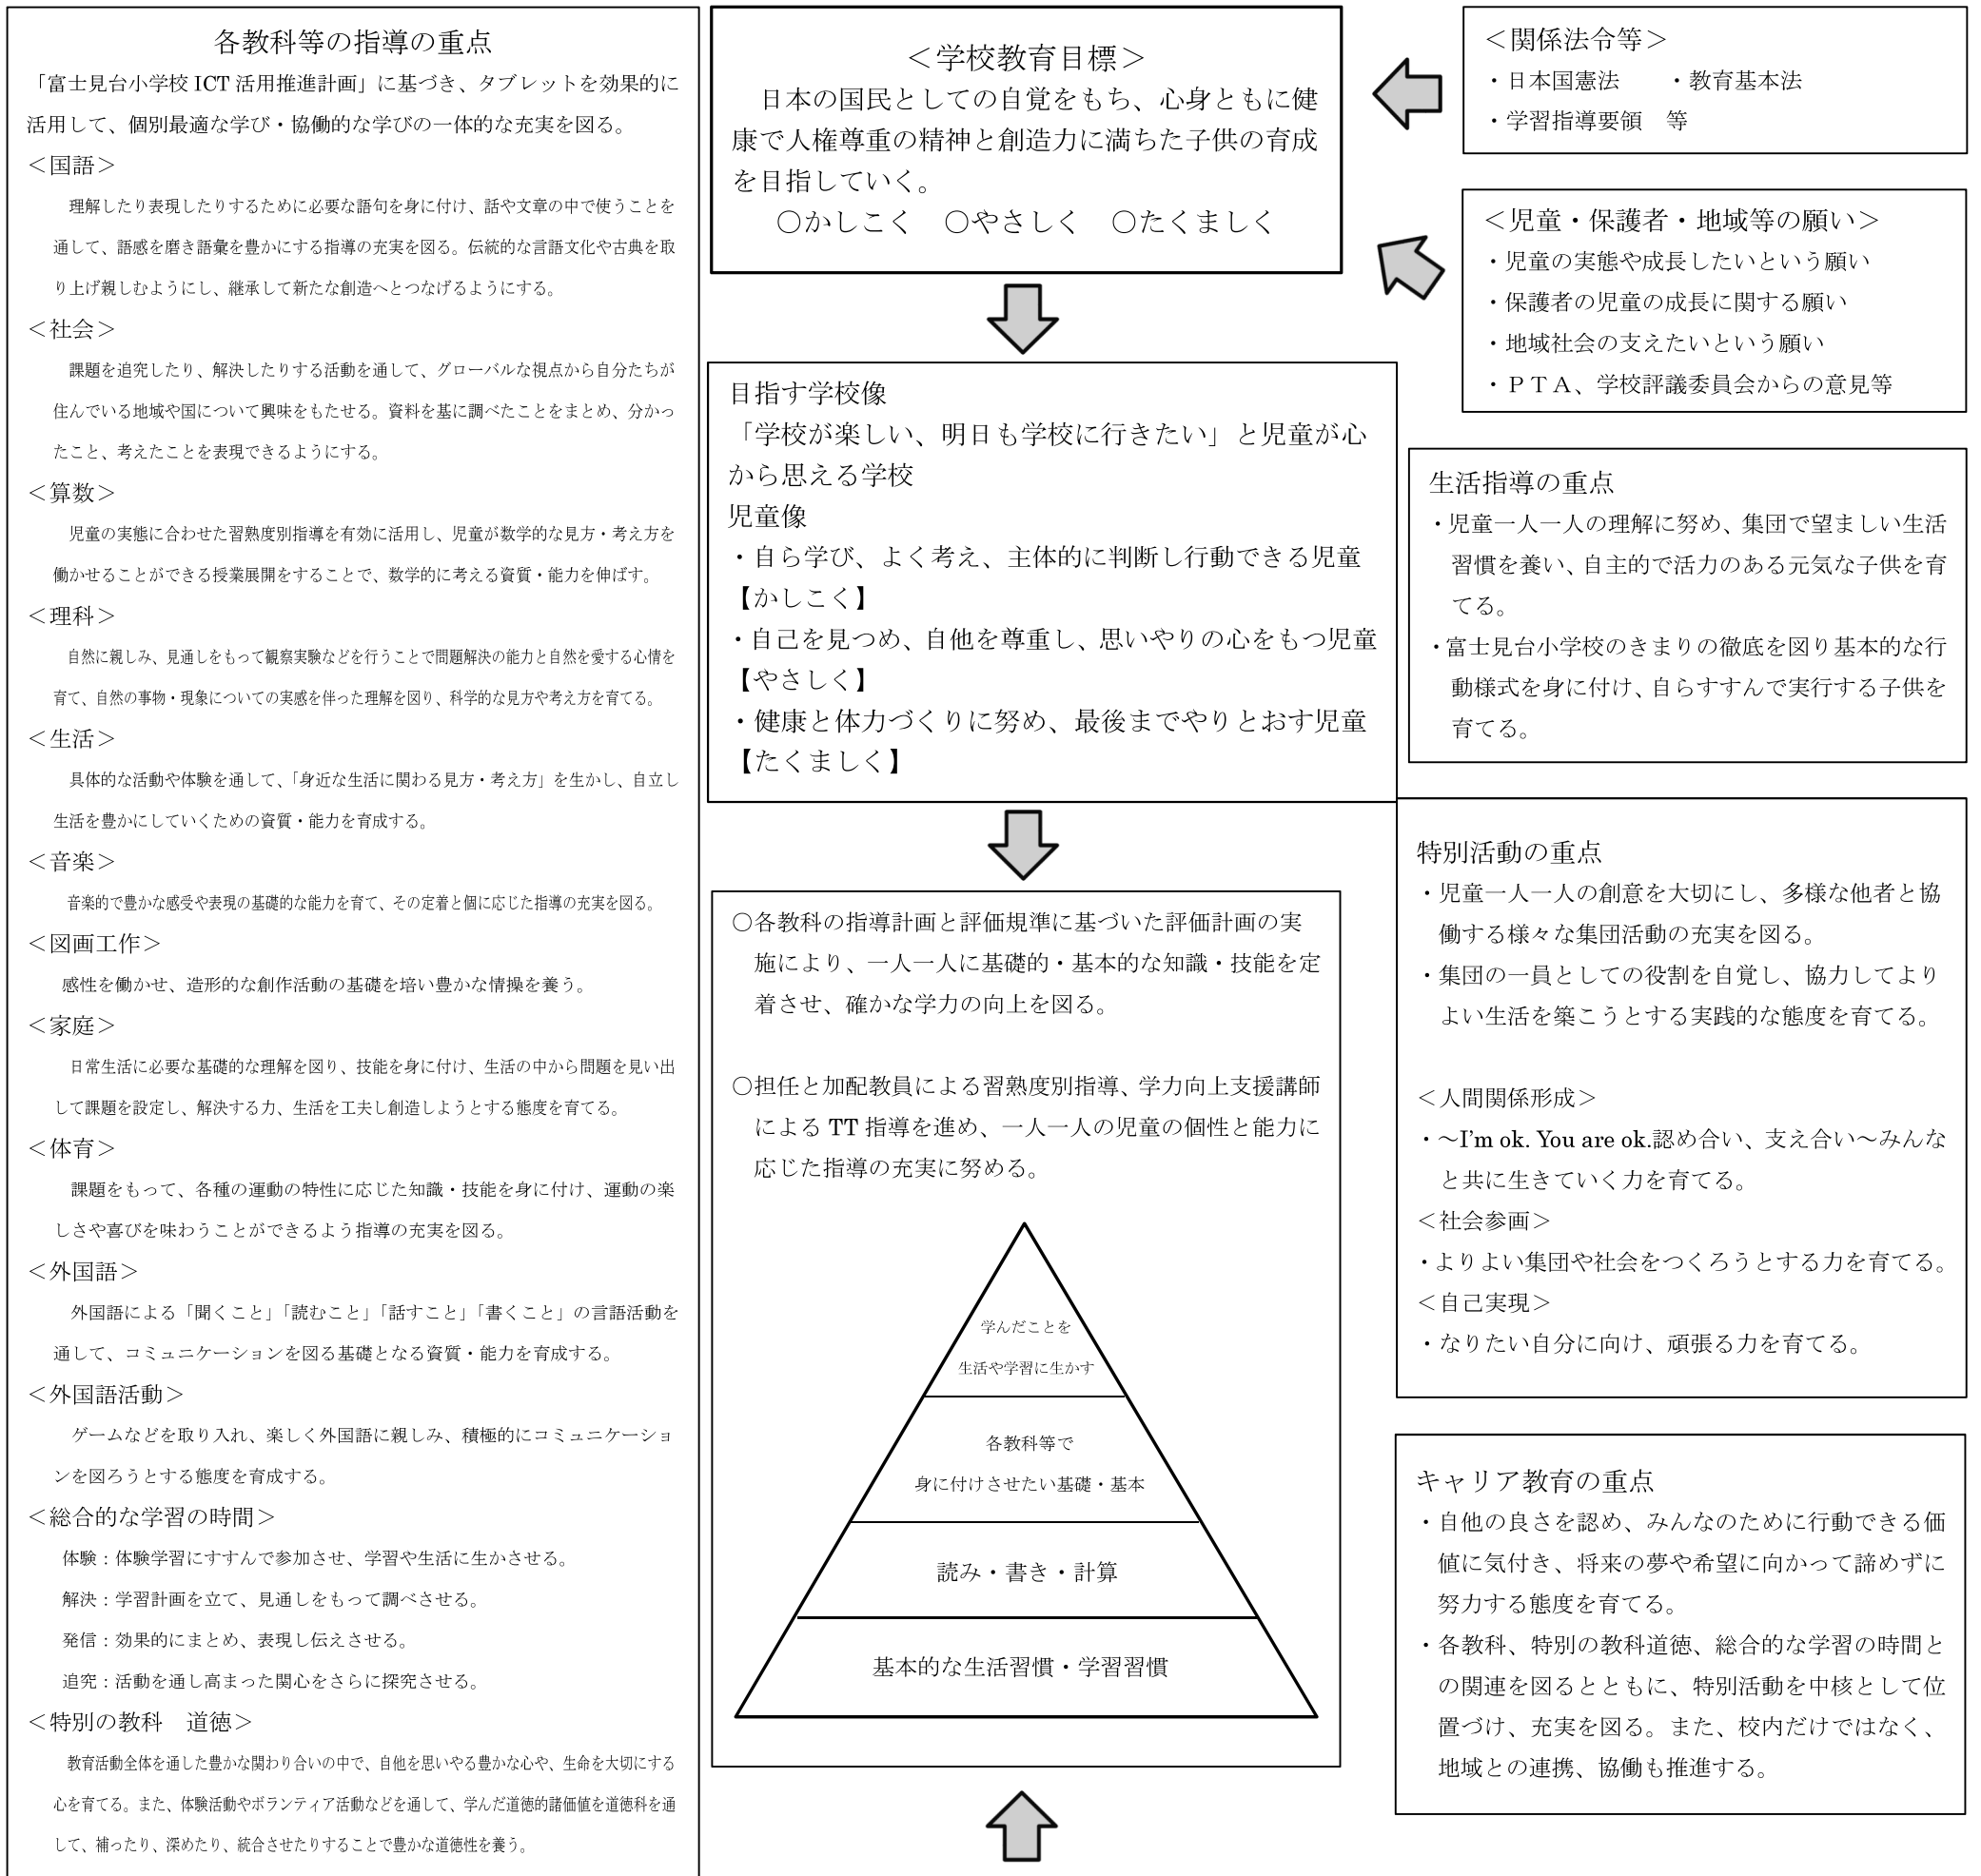 各教科等の指導の重点
「富士見台小学校 ICT 活用推進計画」に基づき、タブレットを効果的に
活用して、個別最適な学び・協働的な学びの一体的な充実を図る。
＜国語＞
理解したり表現したりするために必要な語句を身に付け、話や文章の中で使うことを
通して、語感を磨き語彙を豊かにする指導の充実を図る。伝統的な言語文化や古典を取
り上げ親しむようにし、継承して新たな創造へとつなげるようにする。
＜社会＞
課題を追究したり、解決したりする活動を通して、グローバルな視点から自分たちが
住んでいる地域や国について興味をもたせる。資料を基に調べたことをまとめ、分かっ
たこと、考えたことを表現できるようにする。
＜算数＞
児童の実態に合わせた習熟度別指導を有効に活用し、児童が数学的な見方・考え方を
働かせることができる授業展開をすることで、数学的に考える資質・能力を伸ばす。
＜理科＞
自然に親しみ、見通しをもって観察実験などを行うことで問題解決の能力と自然を愛する心情を
育て、自然の事物・現象についての実感を伴った理解を図り、科学的な見方や考え方を育てる。
＜生活＞
具体的な活動や体験を通して、「身近な生活に関わる見方・考え方」を生かし、自立し
生活を豊かにしていくための資質・能力を育成する。
＜音楽＞
音楽的で豊かな感受や表現の基礎的な能力を育て、その定着と個に応じた指導の充実を図る。
＜図画工作＞
感性を働かせ、造形的な創作活動の基礎を培い豊かな情操を養う。
＜家庭＞
日常生活に必要な基礎的な理解を図り、技能を身に付け、生活の中から問題を見い出
して課題を設定し、解決する力、生活を工夫し創造しようとする態度を育てる。
＜体育＞
課題をもって、各種の運動の特性に応じた知識・技能を身に付け、運動の楽
しさや喜びを味わうことができるよう指導の充実を図る。
＜外国語＞
外国語による「聞くこと」「読むこと」「話すこと」「書くこと」の言語活動を
通して、コミュニケーションを図る基礎となる資質・能力を育成する。
＜外国語活動＞
ゲームなどを取り入れ、楽しく外国語に親しみ、積極的にコミュニケーショ
ンを図ろうとする態度を育成する。
＜総合的な学習の時間＞
体験：体験学習にすすんで参加させ、学習や生活に生かさせる。
解決：学習計画を立て、見通しをもって調べさせる。
発信：効果的にまとめ、表現し伝えさせる。
追究：活動を通し高まった関心をさらに探究させる。
＜特別の教科　道徳＞
教育活動全体を通した豊かな関わり合いの中で、自他を思いやる豊かな心や、生命を大切にする
心を育てる。また、体験活動やボランティア活動などを通して、学んだ道徳的諸価値を道徳科を通
して、補ったり、深めたり、統合させたりすることで豊かな道徳性を養う。
＜学校教育目標＞
日本の国民としての自覚をもち、心身ともに健
康で人権尊重の精神と創造力に満ちた子供の育成
を目指していく。
○かしこく　○やさしく　○たくましく
目指す学校像
「学校が楽しい、明日も学校に行きたい」と児童が心
から思える学校
児童像
・自ら学び、よく考え、主体的に判断し行動できる児童
【かしこく】
・自己を見つめ、自他を尊重し、思いやりの心をもつ児童
【やさしく】
・健康と体力づくりに努め、最後までやりとおす児童
【たくましく】
○各教科の指導計画と評価規準に基づいた評価計画の実
施により、一人一人に基礎的・基本的な知識・技能を定
着させ、確かな学力の向上を図る。
○担任と加配教員による習熟度別指導、学力向上支援講師
による TT 指導を進め、一人一人の児童の個性と能力に
応じた指導の充実に努める。
学んだことを
生活や学習に生かす
各教科等で
身に付けさせたい基礎・基本
読み・書き・計算
基本的な生活習慣・学習習慣
＜関係法令等＞
・日本国憲法　　・教育基本法
・学習指導要領　等
＜児童・保護者・地域等の願い＞
・児童の実態や成長したいという願い
・保護者の児童の成長に関する願い
・地域社会の支えたいという願い
・ＰＴＡ、学校評議委員会からの意見等
生活指導の重点
・児童一人一人の理解に努め、集団で望ましい生活
習慣を養い、自主的で活力のある元気な子供を育
てる。
・富士見台小学校のきまりの徹底を図り基本的な行
動様式を身に付け、自らすすんで実行する子供を
育てる。
特別活動の重点
・児童一人一人の創意を大切にし、多様な他者と協
働する様々な集団活動の充実を図る。
・集団の一員としての役割を自覚し、協力してより
よい生活を築こうとする実践的な態度を育てる。
＜人間関係形成＞
・～I'm ok. You are ok.認め合い、支え合い～みんな
と共に生きていく力を育てる。
＜社会参画＞
・よりよい集団や社会をつくろうとする力を育てる。
＜自己実現＞
・なりたい自分に向け、頑張る力を育てる。
キャリア教育の重点
・自他の良さを認め、みんなのために行動できる価
値に気付き、将来の夢や希望に向かって諦めずに
努力する態度を育てる。
・各教科、特別の教科道徳、総合的な学習の時間と
の関連を図るとともに、特別活動を中核として位
置づけ、充実を図る。また、校内だけではなく、
地域との連携、協働も推進する。